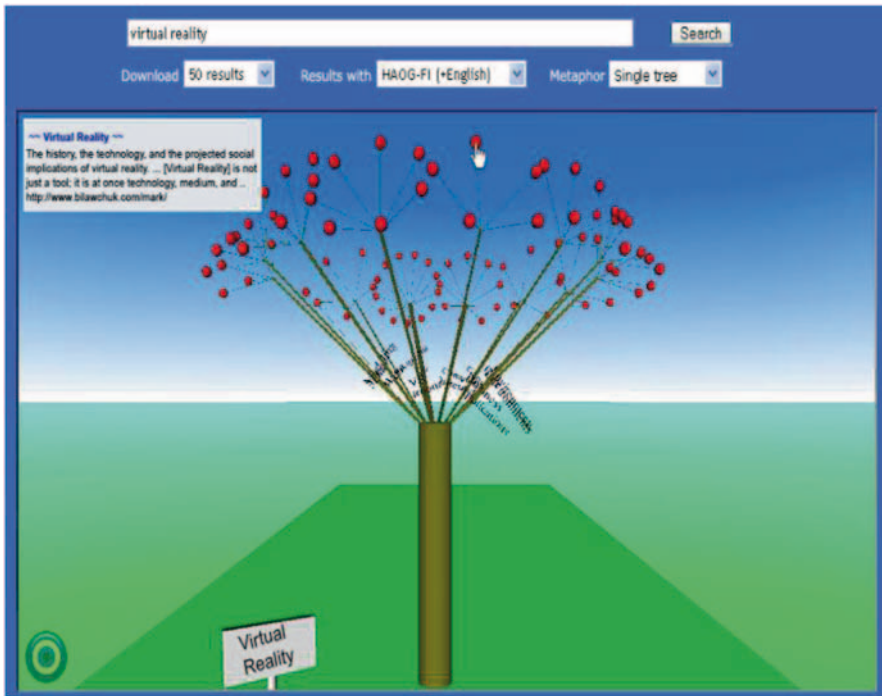 virtual reality
Search
Download 50 results Results with HAOG-FI (+English) Metaphor Single tree
~~ Virtual Reality ~~
The history, the technology, and the projected social
implications of virtual reality. ... [Virtual Reality] is not
just a tool; it is at once technology, medium, and ..
http://www.bilawchuk.com/mark/
Virtual
Reality